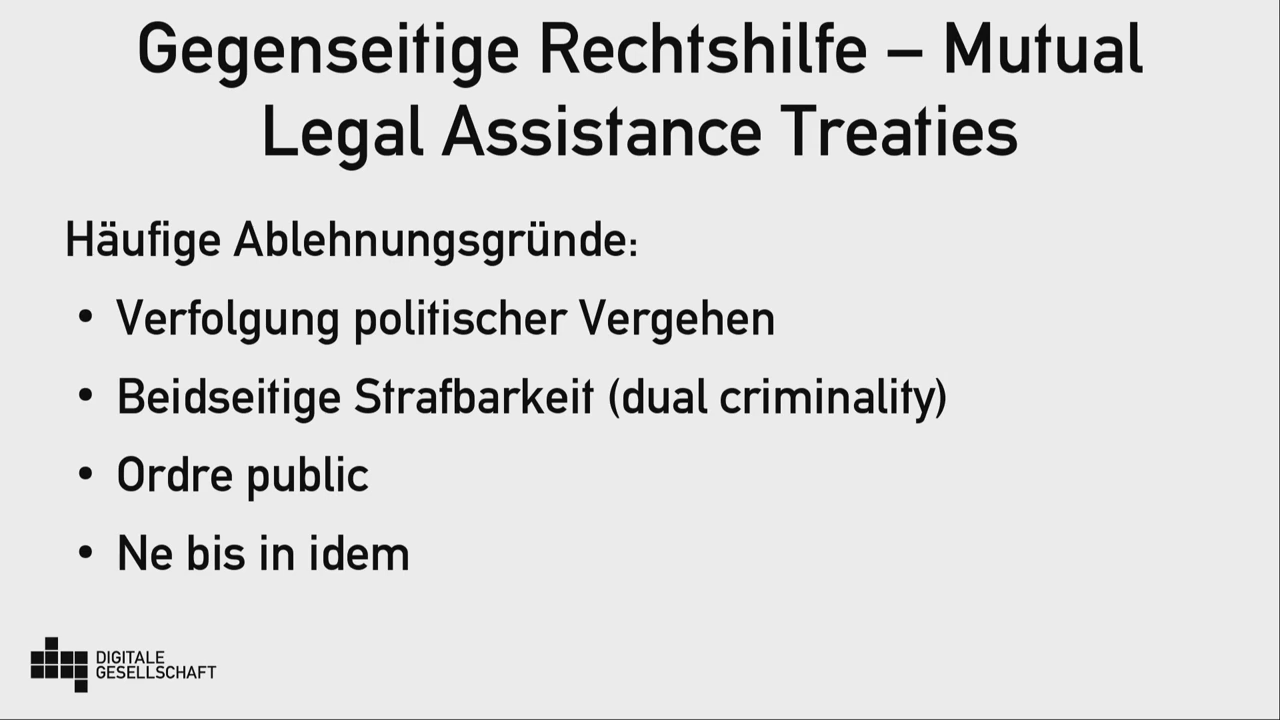 Gegenseitige Rechtshilfe – Mutual
Legal Assistance Treaties
Häufige Ablehnungsgründe:
• Verfolgung politischer Vergehen
• Beidseitige Strafbarkeit (dual criminality)
• Ordre public
• Ne bis in idem
DIGITALE
GESELLSCHAFT